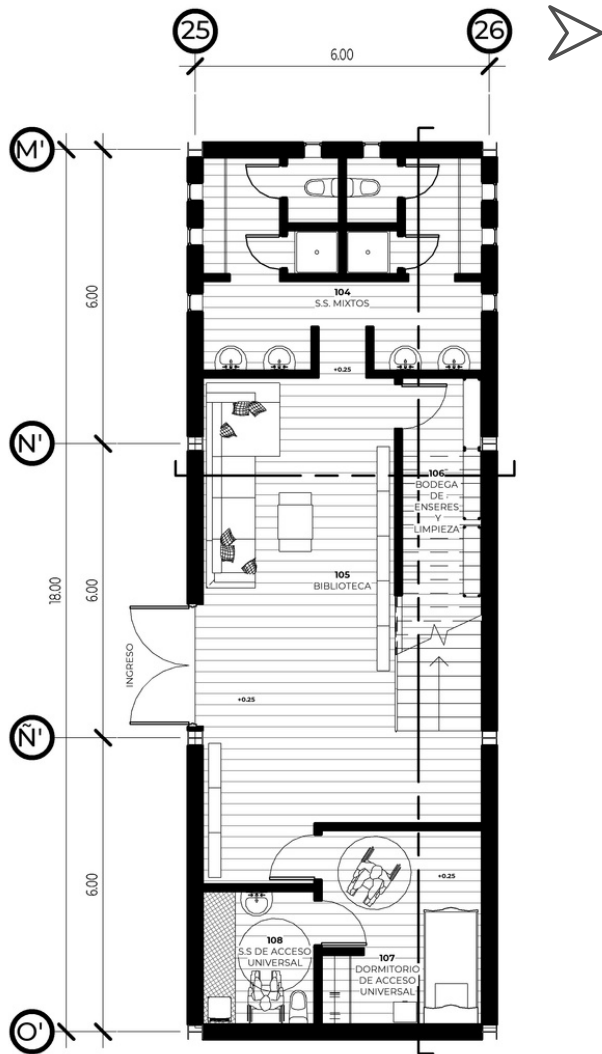 25
26
6.00
M'
6.00
104
S.S. MIXTOS
+0.25
N'
106
BODEGA
DE
ENSERES
Y
LIMPIEZA
18.00
6.00
105
BIBLIOTECA
INGRESO
+0.25
Ñ'
6.00
+0.25
108
S.S DE ACCESO
UNIVERSAL
107
DORMITORIO
DE ACCESO
UNIVERSAL
O'